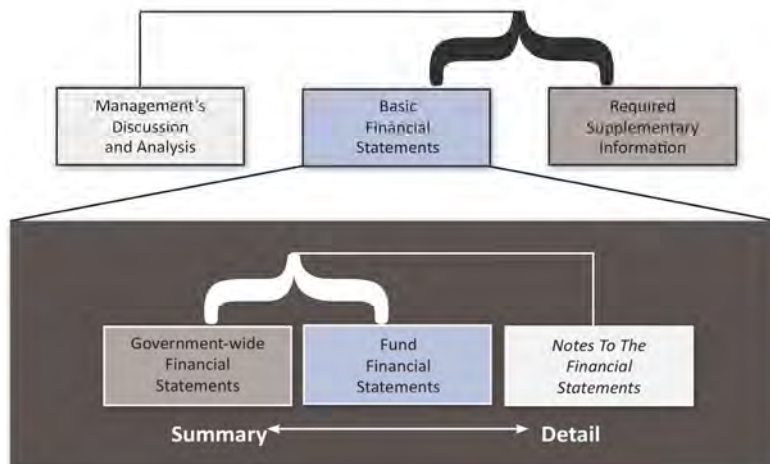 Management's
Discussion
and Analysis
Basic
Financial
Statements
Required
Supplementary
Information
Government-wide
Financial
Statements
Fund
Financial
Statements
Notes To The
Financial
Statements
Summary
Detail